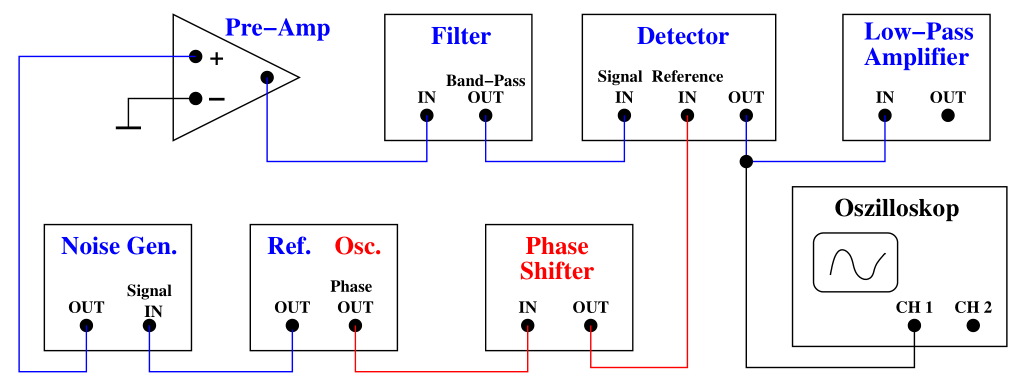 Pre−Amp
+
−
Filter
Band−Pass
IN OUT
Detector
Signal Reference
IN IN OUT
Low−Pass
Amplifier
IN OUT
Noise Gen.
Signal
OUT IN
Ref. Osc.
Phase
OUT OUT
Phase
Shifter
IN OUT
Oszilloskop
CH 1 CH 2